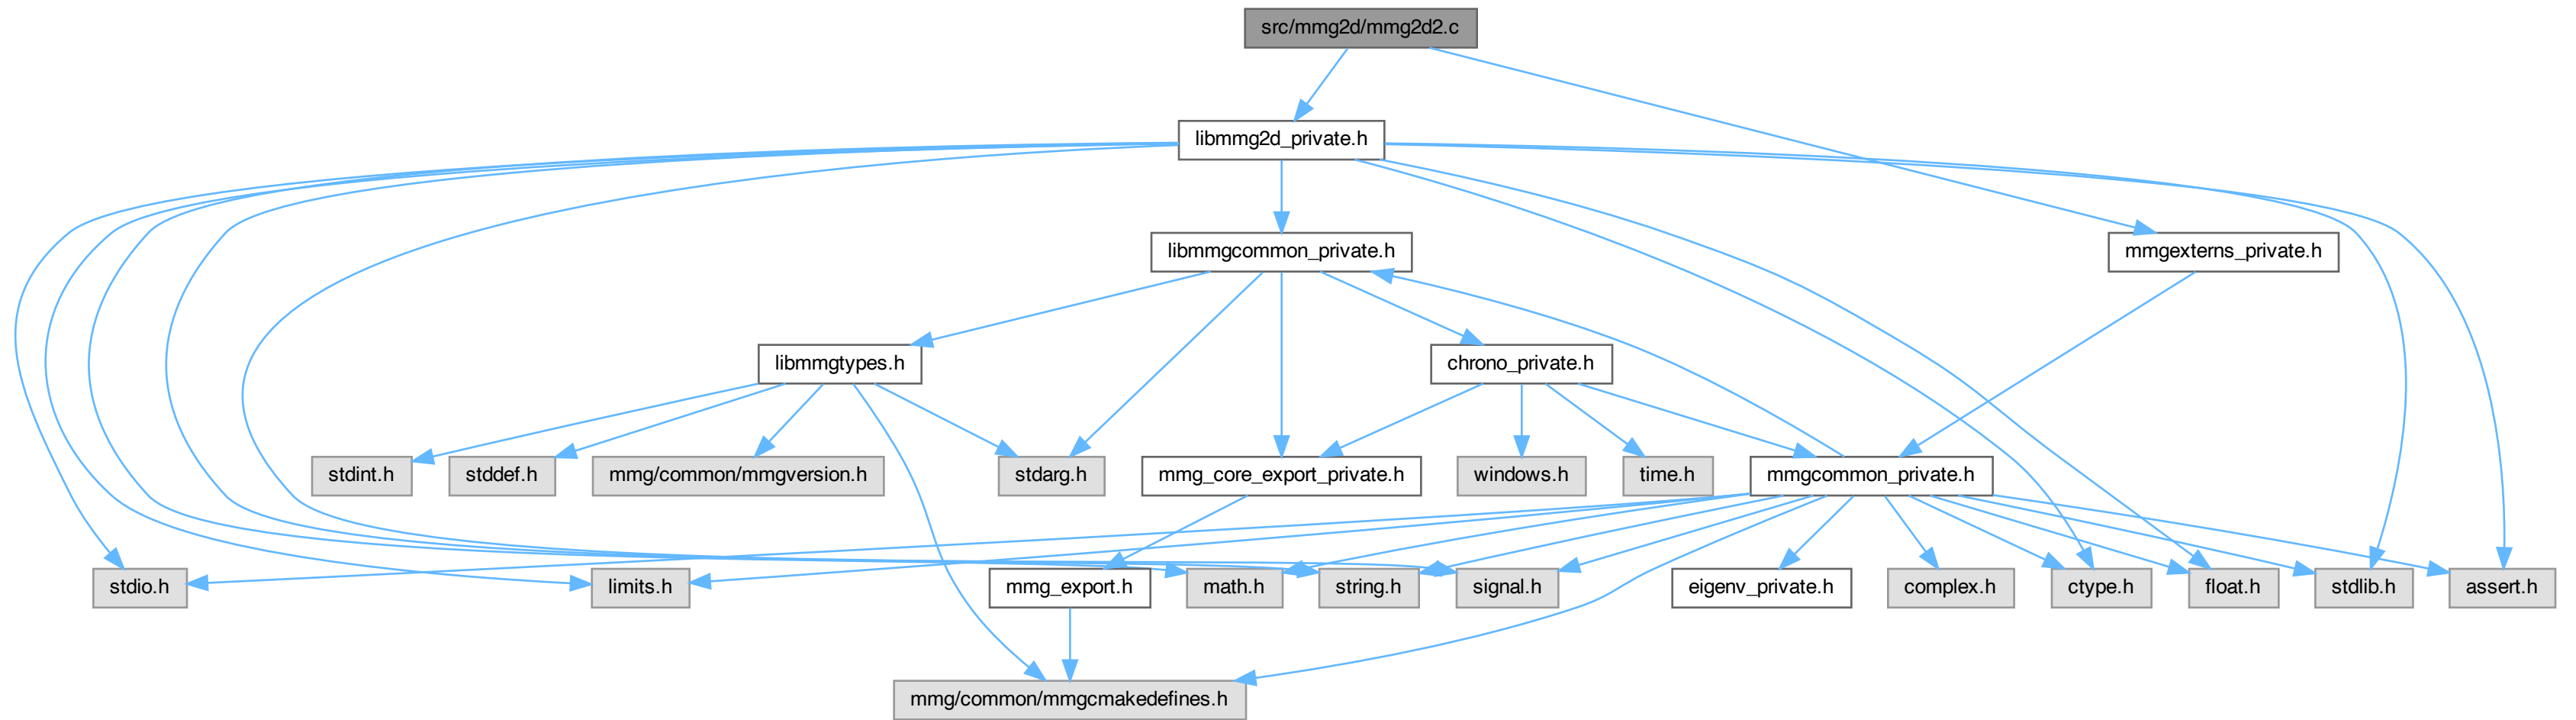 src/mmg2d/mmg2d2.c
libmmg2d_private.h
libmmgcommon_private.h
mmgexterns_private.h
libmmgtypes.h
chrono_private.h
stdint.h
stddef.h
mmg/common/mmgversion.h
stdarg.h
mmg_core_export_private.h
windows.h
time.h
mmgcommon_private.h
stdio.h
limits.h
mmg_export.h
math.h
string.h
signal.h
eigenv_private.h
complex.h
ctype.h
float.h
stdlib.h
assert.h
mmg/common/mmgcmakedefines.h